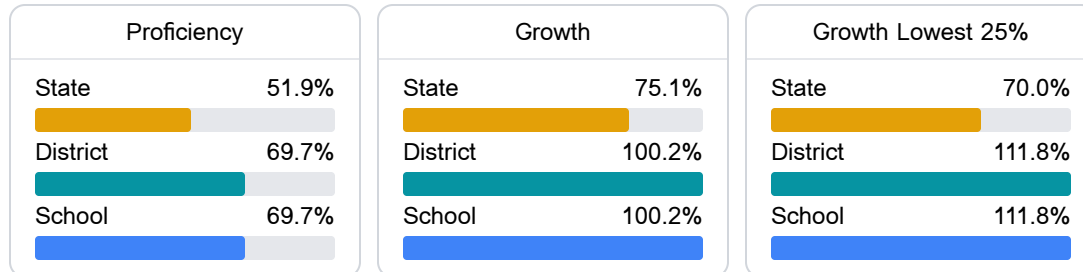 Proficiency
State 51.9%
District 69.7%
School 69.7%
Growth
State 75.1%
District 100.2%
School 100.2%
Growth Lowest 25%
State 70.0%
District 111.8%
School 111.8%